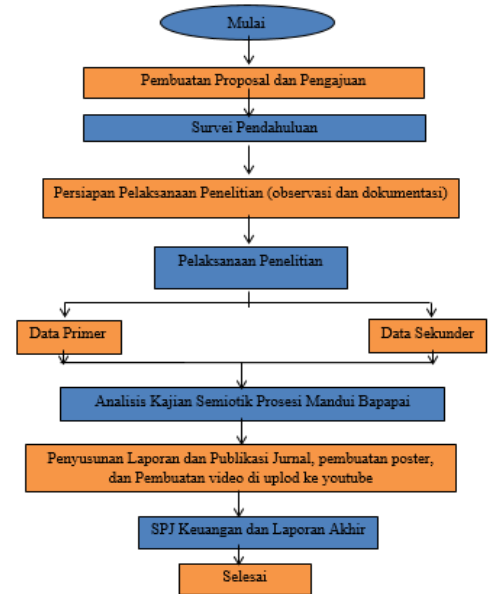 Mulai
Pembuatan Proposal dan Pengajuan
Survei Pendahuluan
Persiapan Pelaksanaan Penelitian (observasi dan dokumentasi)
Pelaksanaan Penelitian
Data Primer
Data Sekunder
Analisis Kajian Semiotik Prosesi Mandui Bapapai
Penyusunan Laporan dan Publikasi Jurnal, pembuatan poster,
dan Pembuatan video di uplod ke youtube
SPJ Keuangan dan Laporan Akhir
Selesai